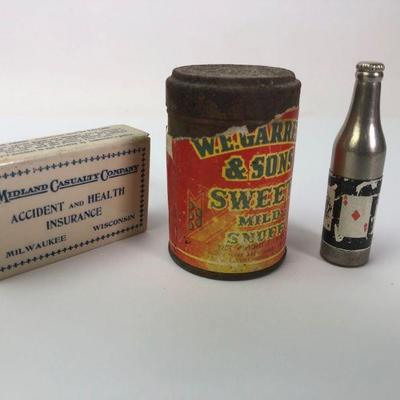 MIDLAND CASUALTY COMPANY
ACCIDENT AND HEALTH
INSURANCE
MILWAUKEE WISCONSIN
W.E. GARRE
& SONS
SWEET
MILD
SNUFF